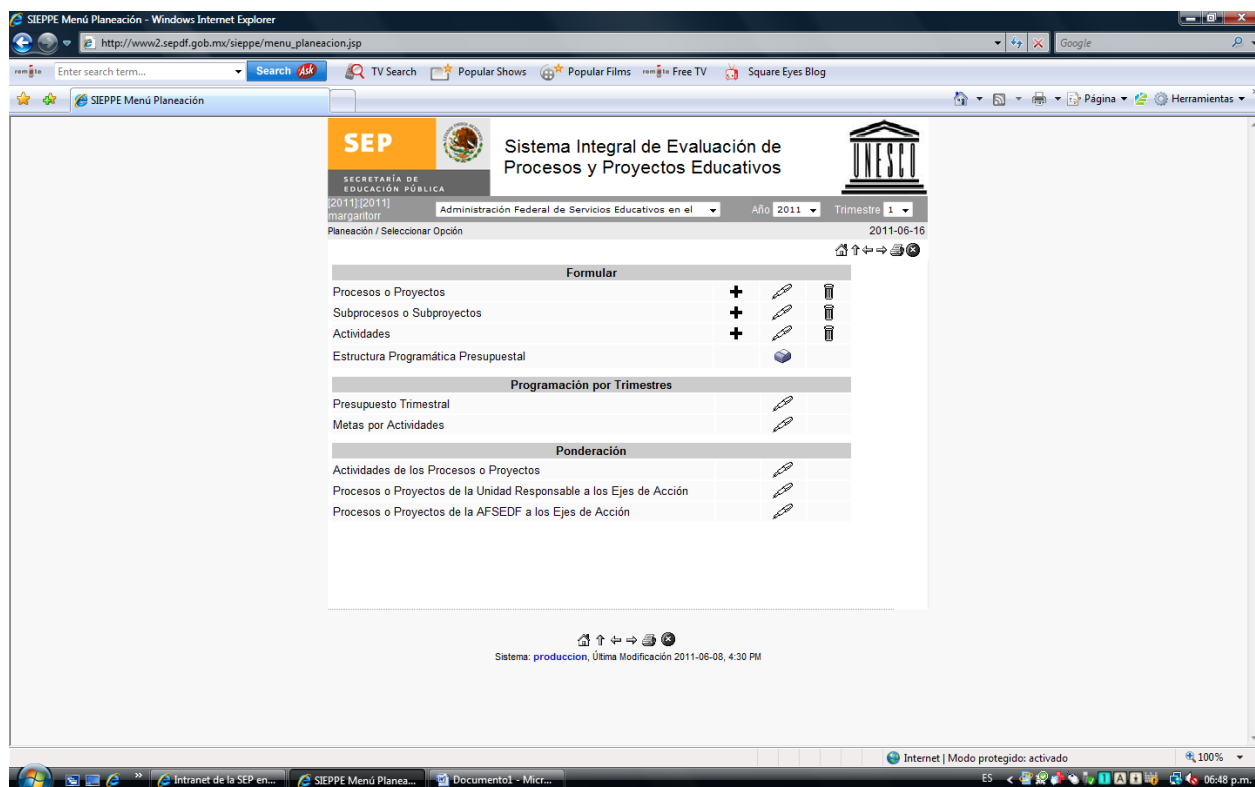 SIEPPE Menú Planeación - Windows Internet Explorer
http://www2.sepdf.gob.mx/sieppe/menu_planeacion.jsp
Google
Enter search term...
Search Ask
TV Search
Popular Shows
Popular Films
Free TV
Square Eyes Blog
SIEPPE Menú Planeación
Página
Herramientas
SEP
SECRETARÍA DE
EDUCACIÓN PÚBLICA
Sistema Integral de Evaluación de
Procesos y Proyectos Educativos
UNESCO
[2011];[2011]
margaritorr
Administración Federal de Servicios Educativos en el
Año 2011
Trimestre 1
Planeación / Seleccionar Opción
2011-06-16
Formular
Procesos o Proyectos
Subprocesos o Subproyectos
Actividades
Estructura Programática Presupuestal
Programación por Trimestres
Presupuesto Trimestral
Metas por Actividades
Ponderación
Actividades de los Procesos o Proyectos
Procesos o Proyectos de la Unidad Responsable a los Ejes de Acción
Procesos o Proyectos de la AFSEDF a los Ejes de Acción
Sistema: produccion, Última Modificación 2011-06-08, 4:30 PM
Internet | Modo protegido: activado
100%
Intranet de la SEP en...
SIEPPE Menú Planea...
Documento1 - Micr...
ES
06:48 p.m.